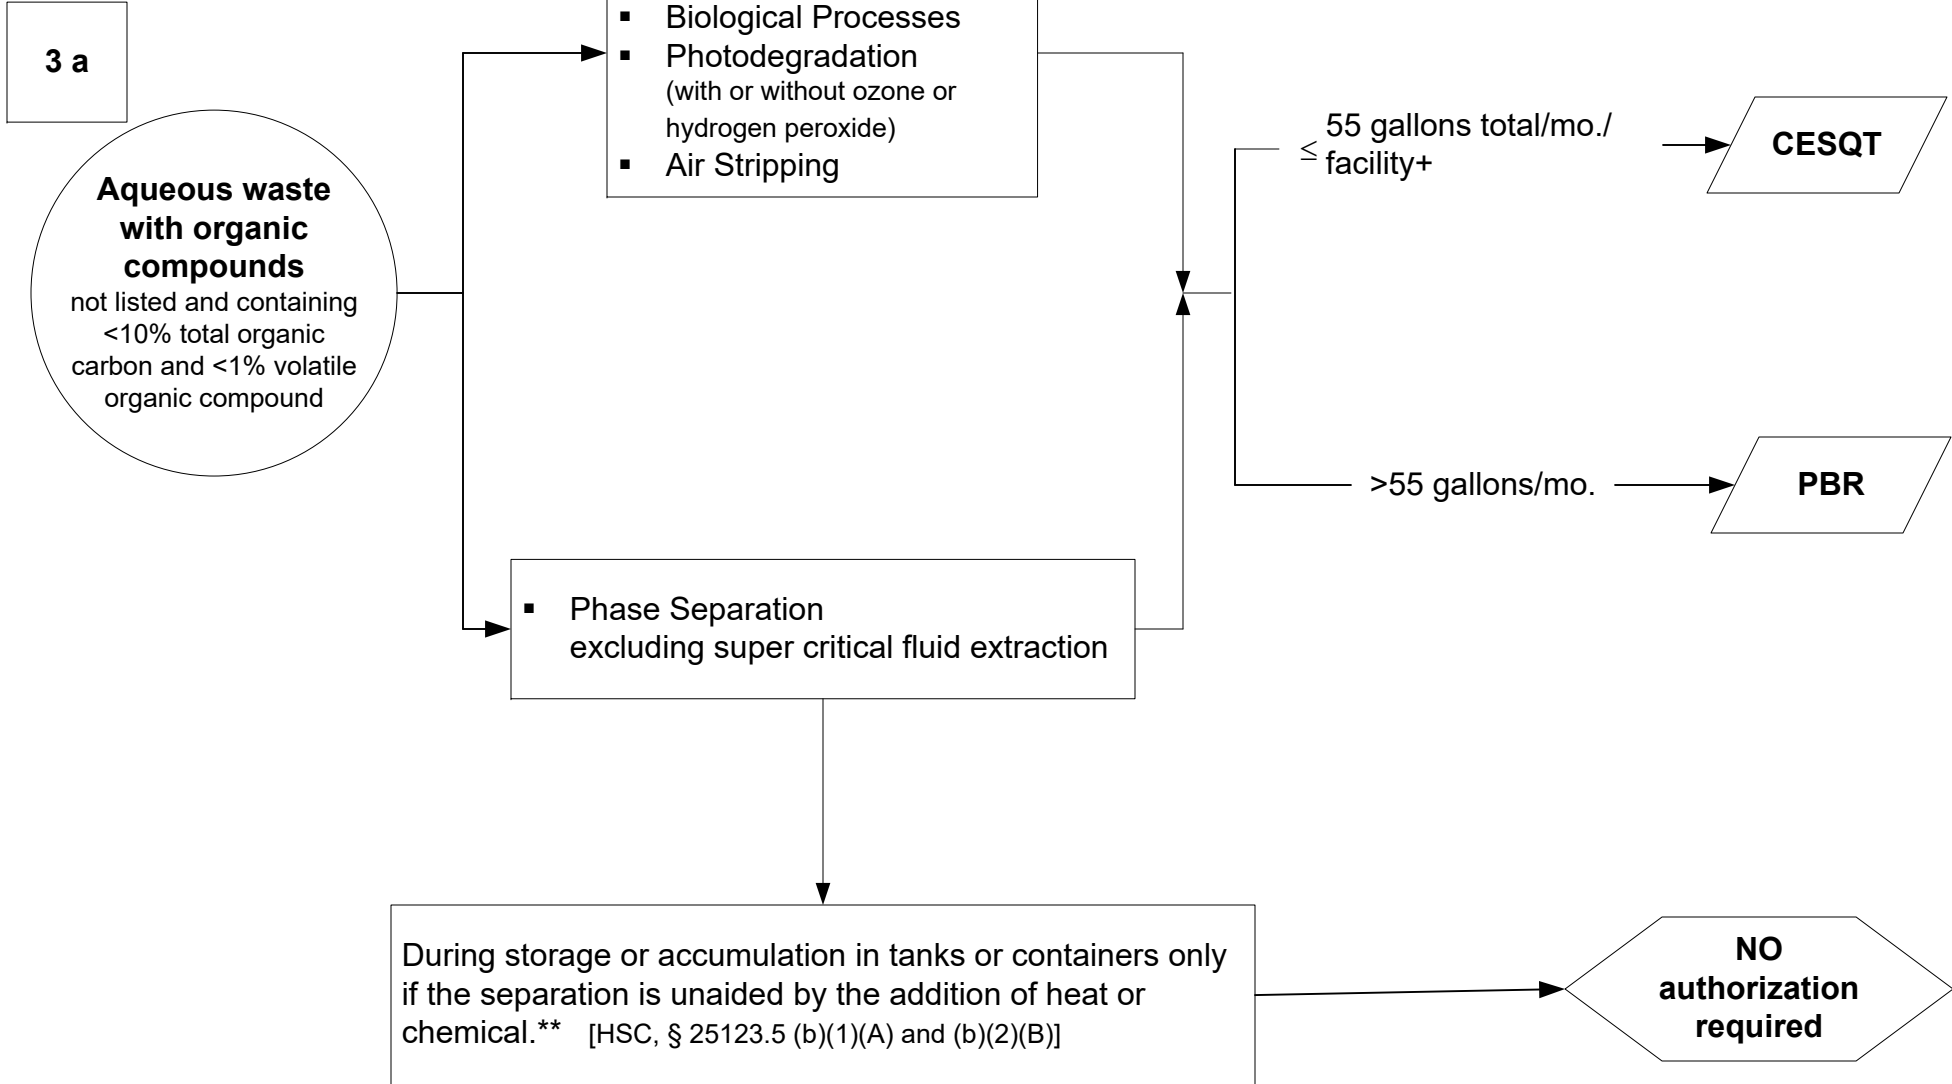 3 a
Aqueous waste
with organic
compounds
not listed and containing
<10% total organic
carbon and <1% volatile
organic compound
▪ Biological Processes
▪ Photodegradation
(with or without ozone or
hydrogen peroxide)
▪ Air Stripping
≤ 55 gallons total/mo./
facility+
CESQT
>55 gallons/mo.
PBR
▪ Phase Separation
excluding super critical fluid extraction
During storage or accumulation in tanks or containers only
if the separation is unaided by the addition of heat or
chemical.** [HSC, § 25123.5 (b)(1)(A) and (b)(2)(B)]
NO
authorization
required